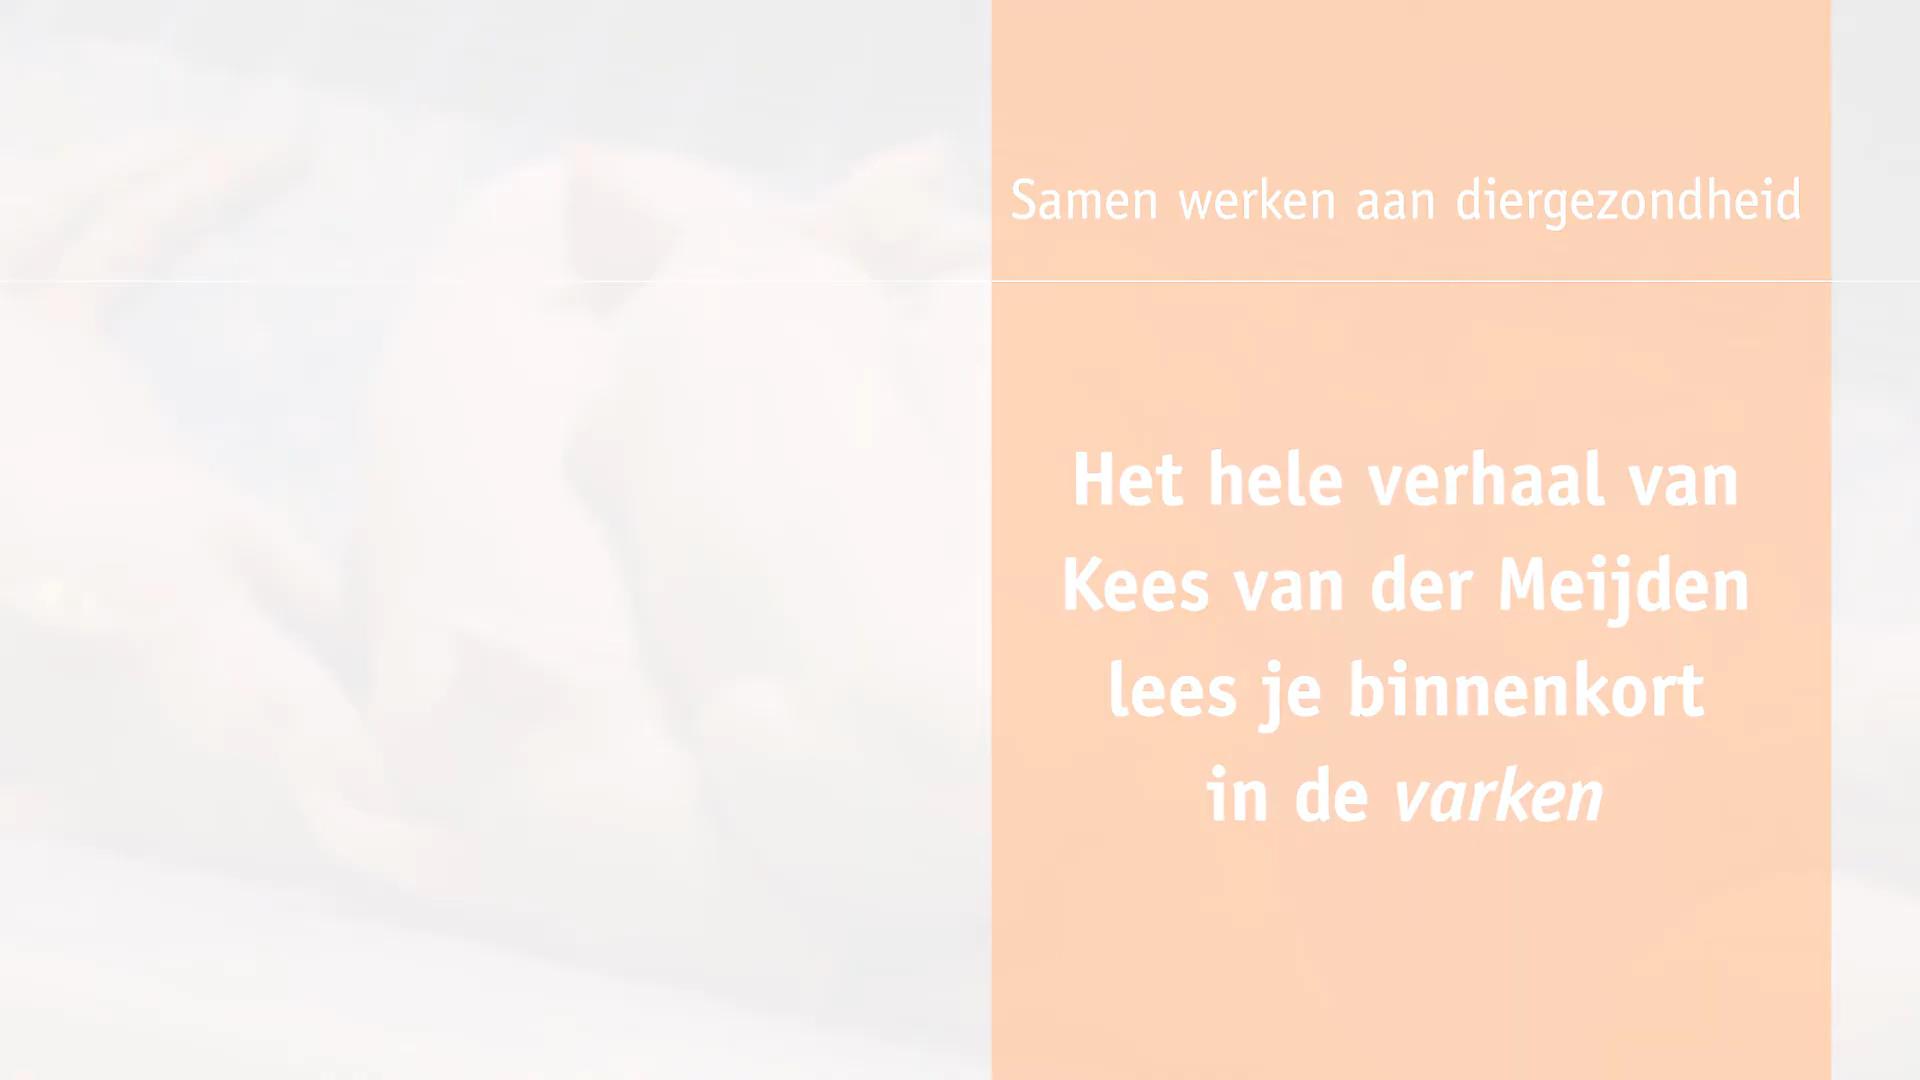 Samen werken aan diergezondheid
Het hele verhaal van
Kees van der Meijden
lees je binnenkort
in de varken